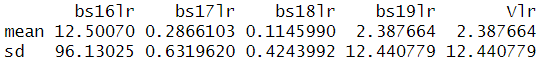 bs16lr bs17lr bs18lr bs19lr Vlr
mean 12.50070 0.2866103 0.1145990 2.387664 2.387664
sd 96.13025 0.6319620 0.4243992 12.440779 12.440779